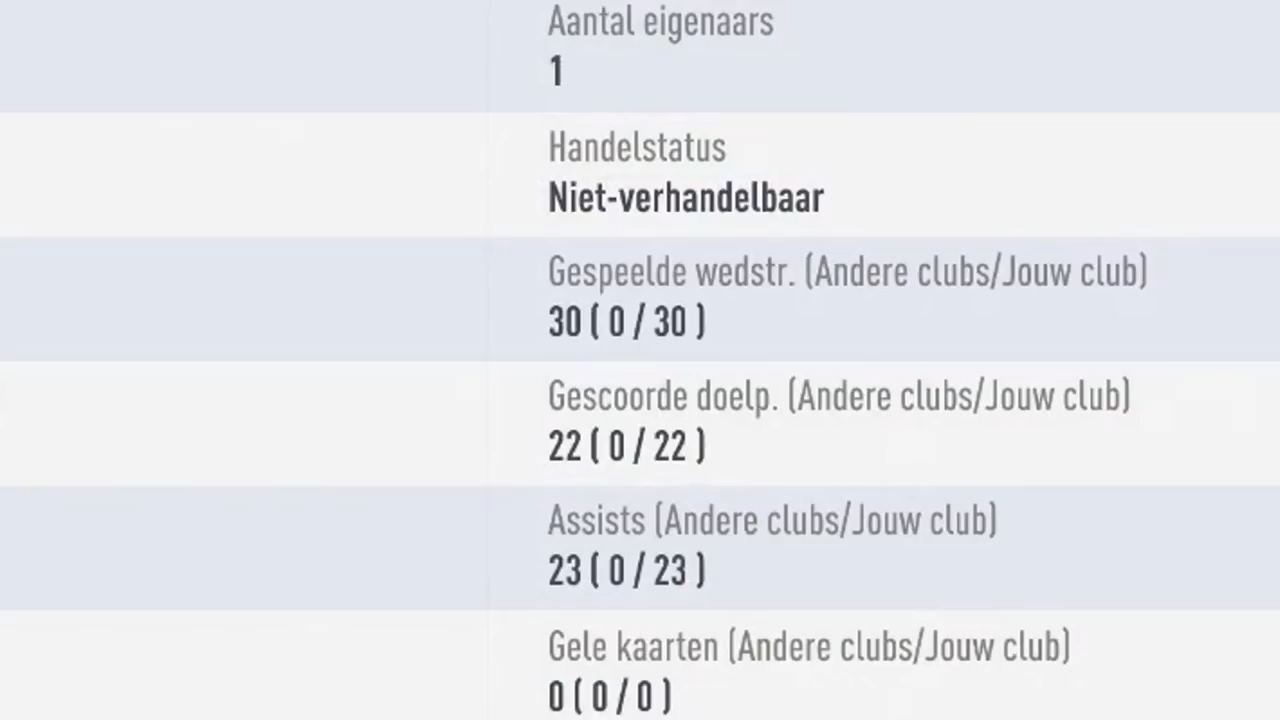 Aantal eigenaars
1
Handelstatus
Niet-verhandelbaar
Gespeelde wedstr. (Andere clubs/Jouw club)
30 ( 0 / 30 )
Gescoorde doelp. (Andere clubs/Jouw club)
22 ( 0 / 22 )
Assists (Andere clubs/Jouw club)
23 ( 0 / 23 )
Gele kaarten (Andere clubs/Jouw club)
0 ( 0 / 0 )